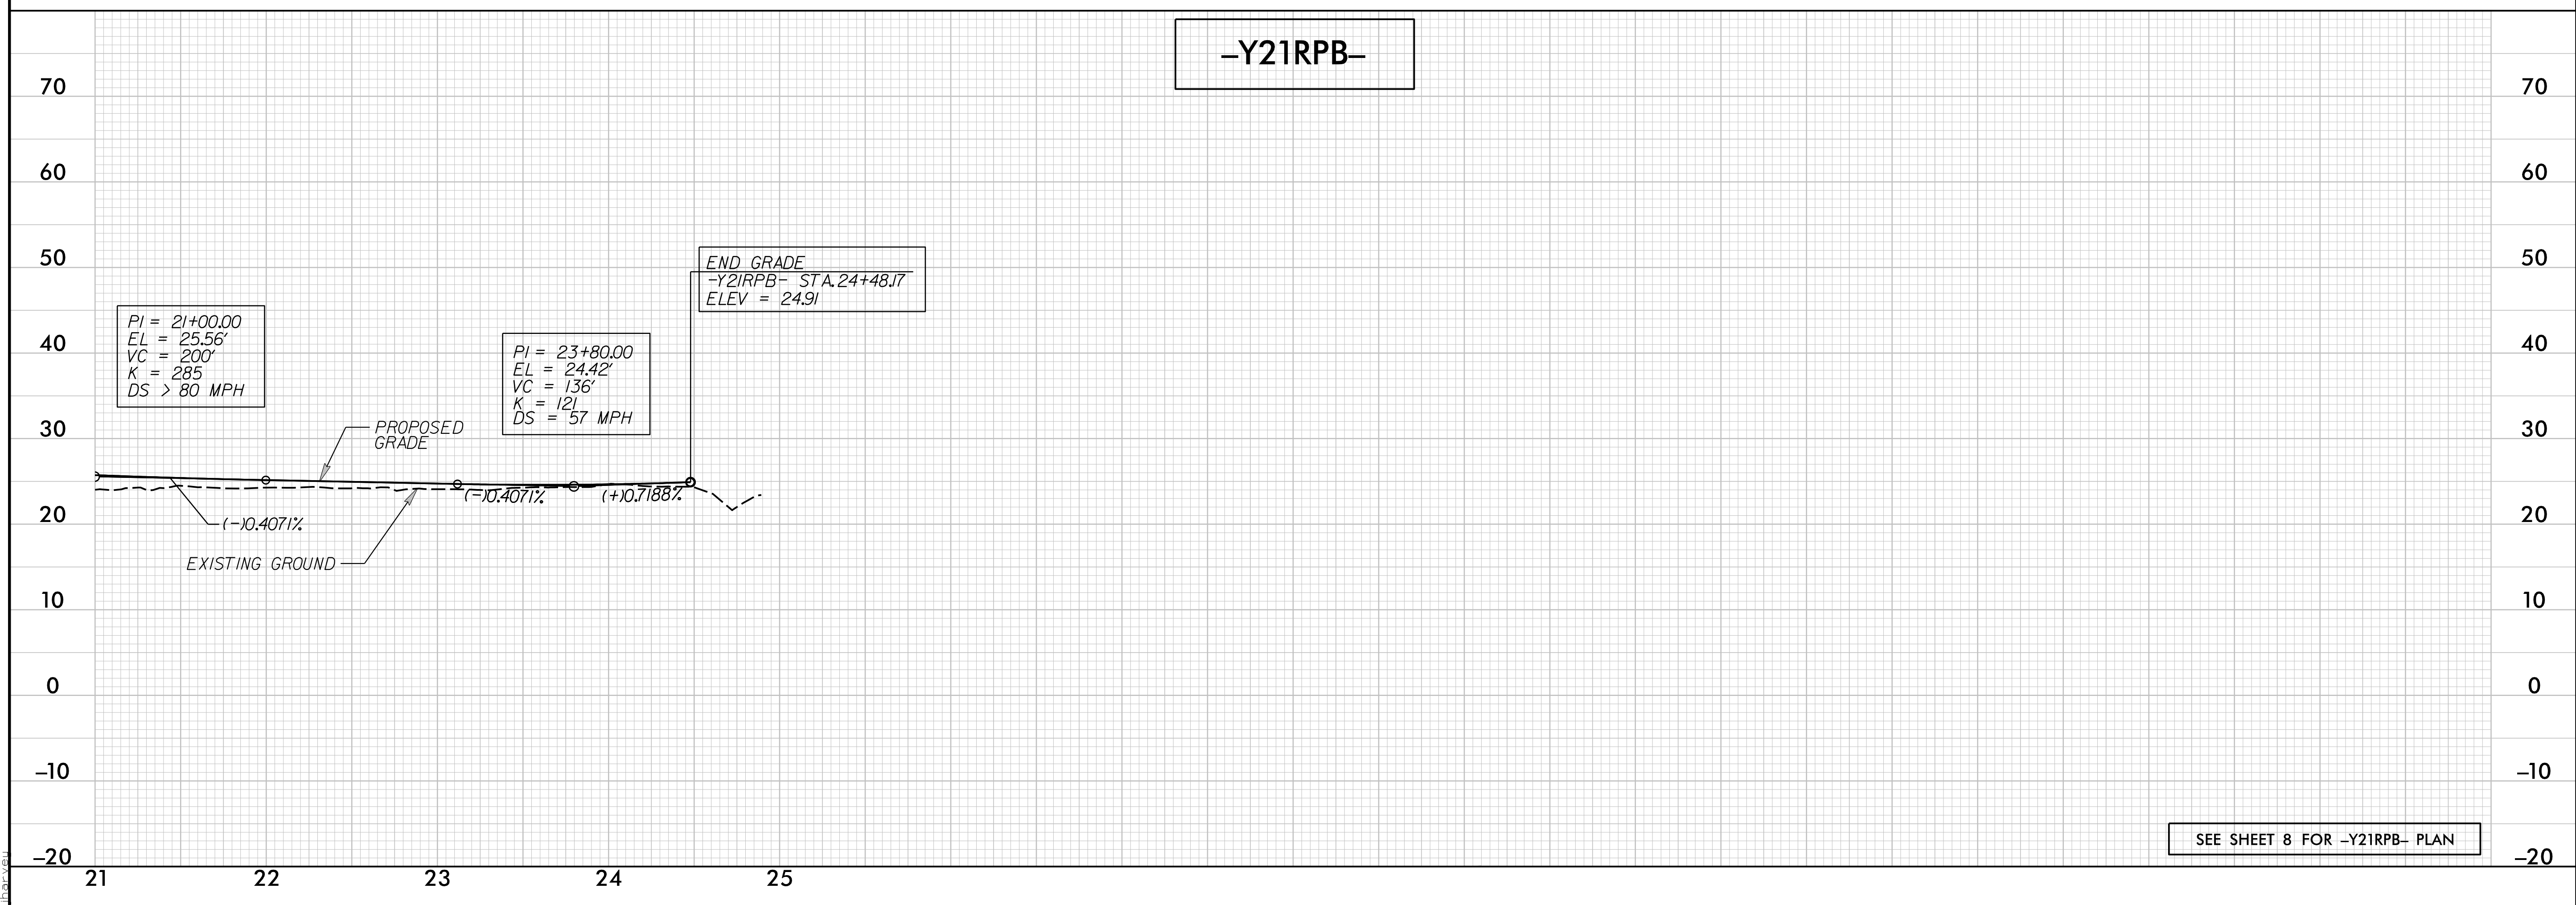 –Y21RPB–
70
70
60
60
50
50
END GRADE
-Y21RPB- STA. 24+48.17
ELEV = 24.91
PI = 21+00.00
EL = 25.56'
VC = 200'
K = 285
DS > 80 MPH
40
40
PI = 23+80.00
EL = 24.42'
VC = 136'
K = 121
DS = 57 MPH
30
30
PROPOSED
GRADE
(-)0.4071%
(+)0.7188%
20
20
(-)0.4071%
EXISTING GROUND
10
10
0
0
–10
–10
SEE SHEET 8 FOR –Y21RPB– PLAN
–20
–20
21
22
23
24
25